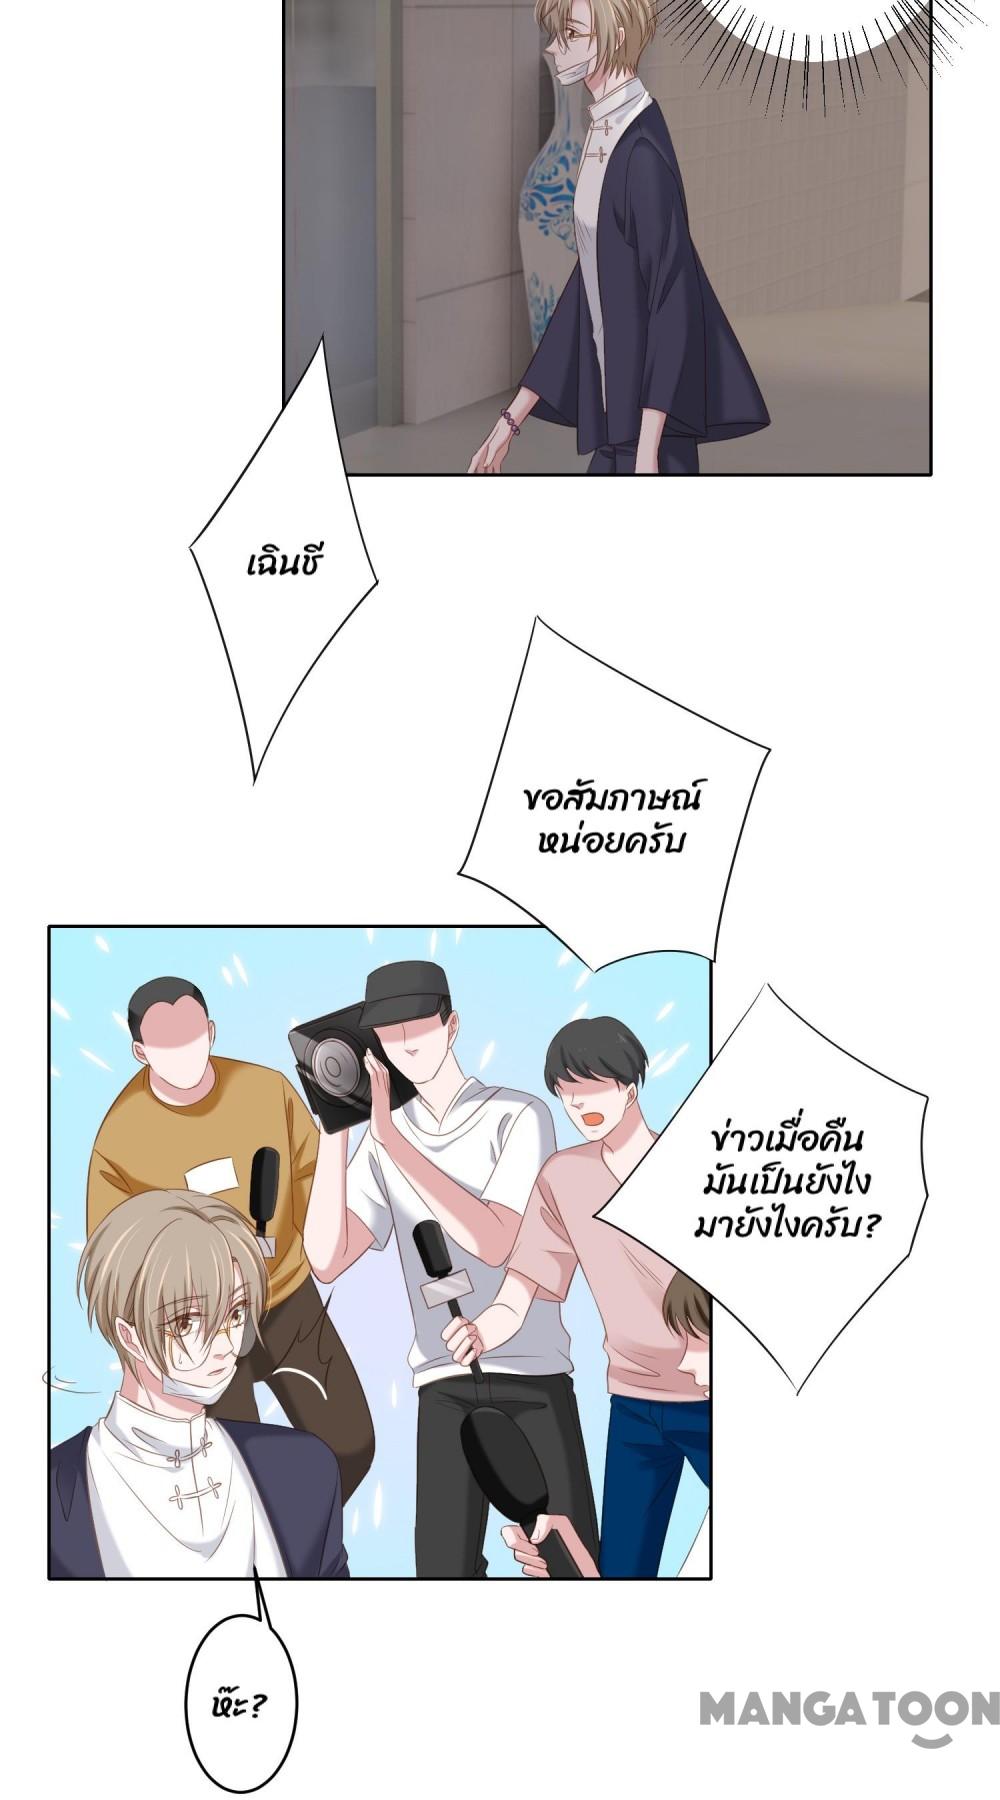 เฉินชี
ขอสัมภาษณ์
หน่อยครับ
ข่าวเมื่อคืน
มันเป็นยังไง
มายังไงครับ?
ห๊ะ?
MANGATOON